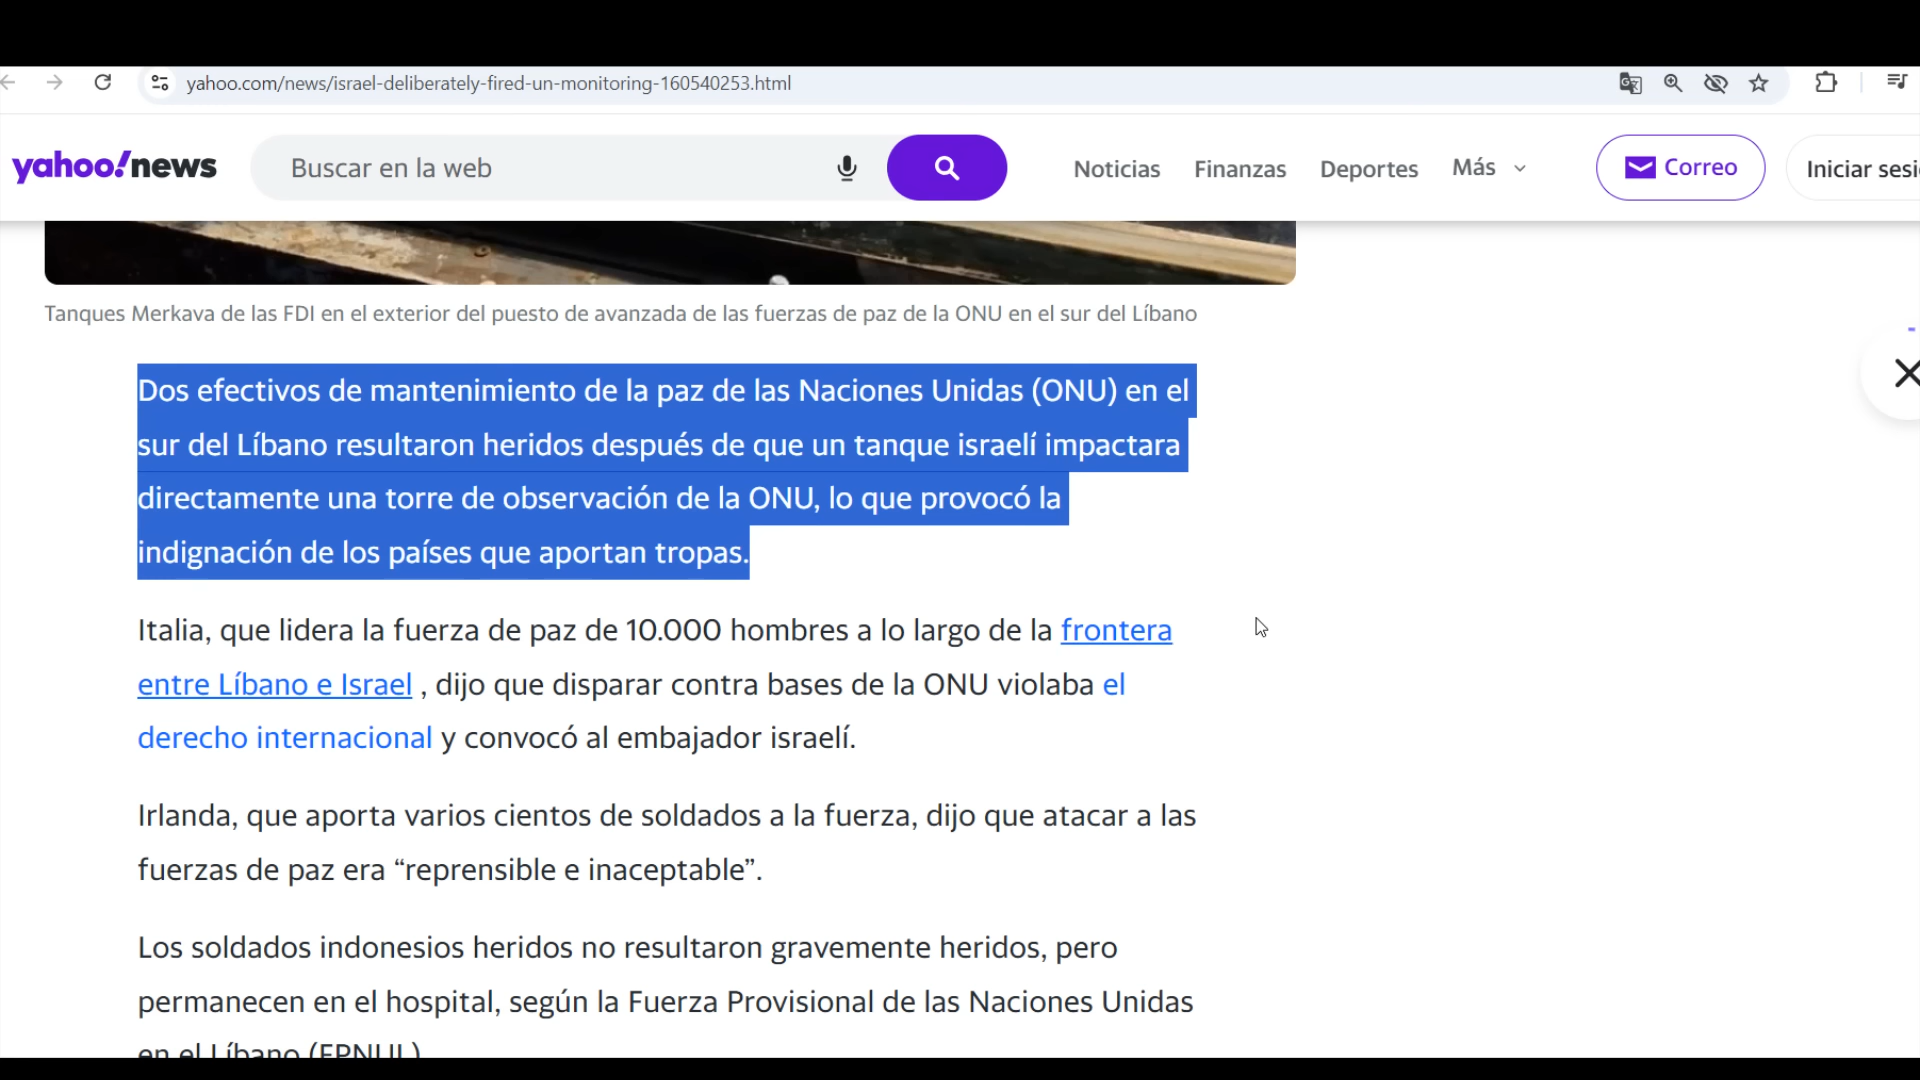 yahoo.com/news/israel-deliberately-fired-un-monitoring-160540253.html
yahoo!news
Buscar en la web
Noticias Finanzas Deportes Más
Correo
Iniciar sesi
Tanques Merkava de las FDI en el exterior del puesto de avanzada de las fuerzas de paz de la ONU en el sur del Líbano
Dos efectivos de mantenimiento de la paz de las Naciones Unidas (ONU) en el
sur del Líbano resultaron heridos después de que un tanque israelí impactara
directamente una torre de observación de la ONU, lo que provocó la
indignación de los países que aportan tropas.
Italia, que lidera la fuerza de paz de 10.000 hombres a lo largo de la frontera
entre Líbano e Israel , dijo que disparar contra bases de la ONU violaba el
derecho internacional y convocó al embajador israelí.
Irlanda, que aporta varios cientos de soldados a la fuerza, dijo que atacar a las
fuerzas de paz era “reprensible e inaceptable”.
Los soldados indonesios heridos no resultaron gravemente heridos, pero
permanecen en el hospital, según la Fuerza Provisional de las Naciones Unidas
en el Líbano (FPNUL)